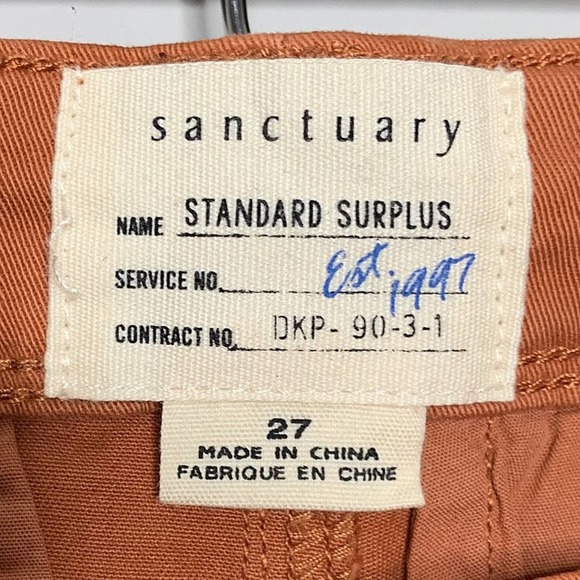 sanctuary
NAME STANDARD SURPLUS
SERVICE NO. Est. 1997
CONTRACT NO. DKP-90-3-1
27
MADE IN CHINA
FABRIQUE EN CHINE